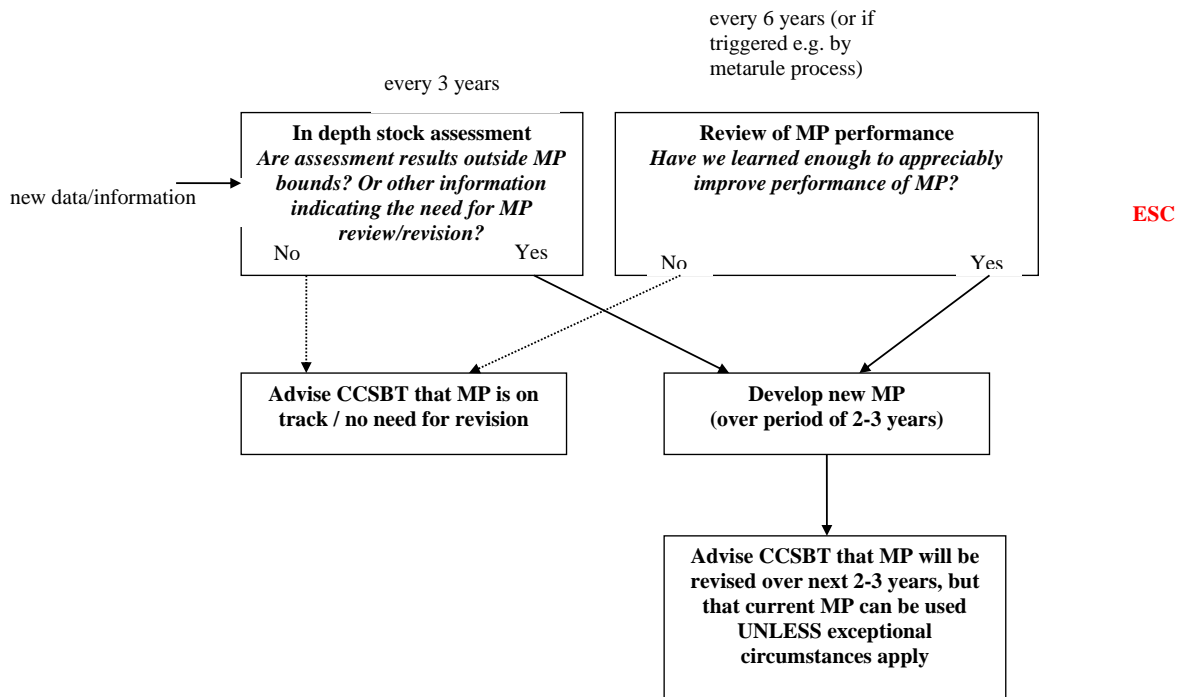 every 6 years (or if
triggered e.g. by
metarule process)
every 3 years
In depth stock assessment
Are assessment results outside MP
bounds? Or other information
indicating the need for MP
review/revision?
No
Yes
Review of MP performance
Have we learned enough to appreciably
improve performance of MP?
No
Yes
new data/information
ESC
Advise CCSBT that MP is on
track / no need for revision
Develop new MP
(over period of 2-3 years)
Advise CCSBT that MP will be
revised over next 2-3 years, but
that current MP can be used
UNLESS exceptional
circumstances apply